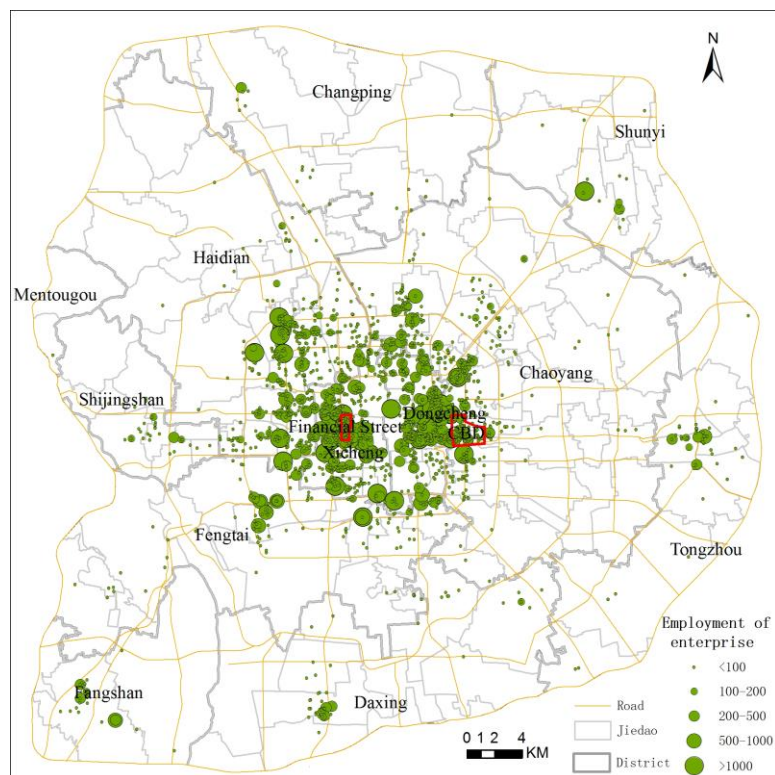 N
Changping
Shunyi
Haidian
Mentougou
Chaoyang
Shijingshan
Dongcheng
Financial Street
CBD
Xicheng
Fengtai
Tongzhou
Employment of
enterprise
<100
100-200
200-500
500-1000
>1000
Fangshan
Daxing
Road
Jiedao
District
0 1 2 4
KM